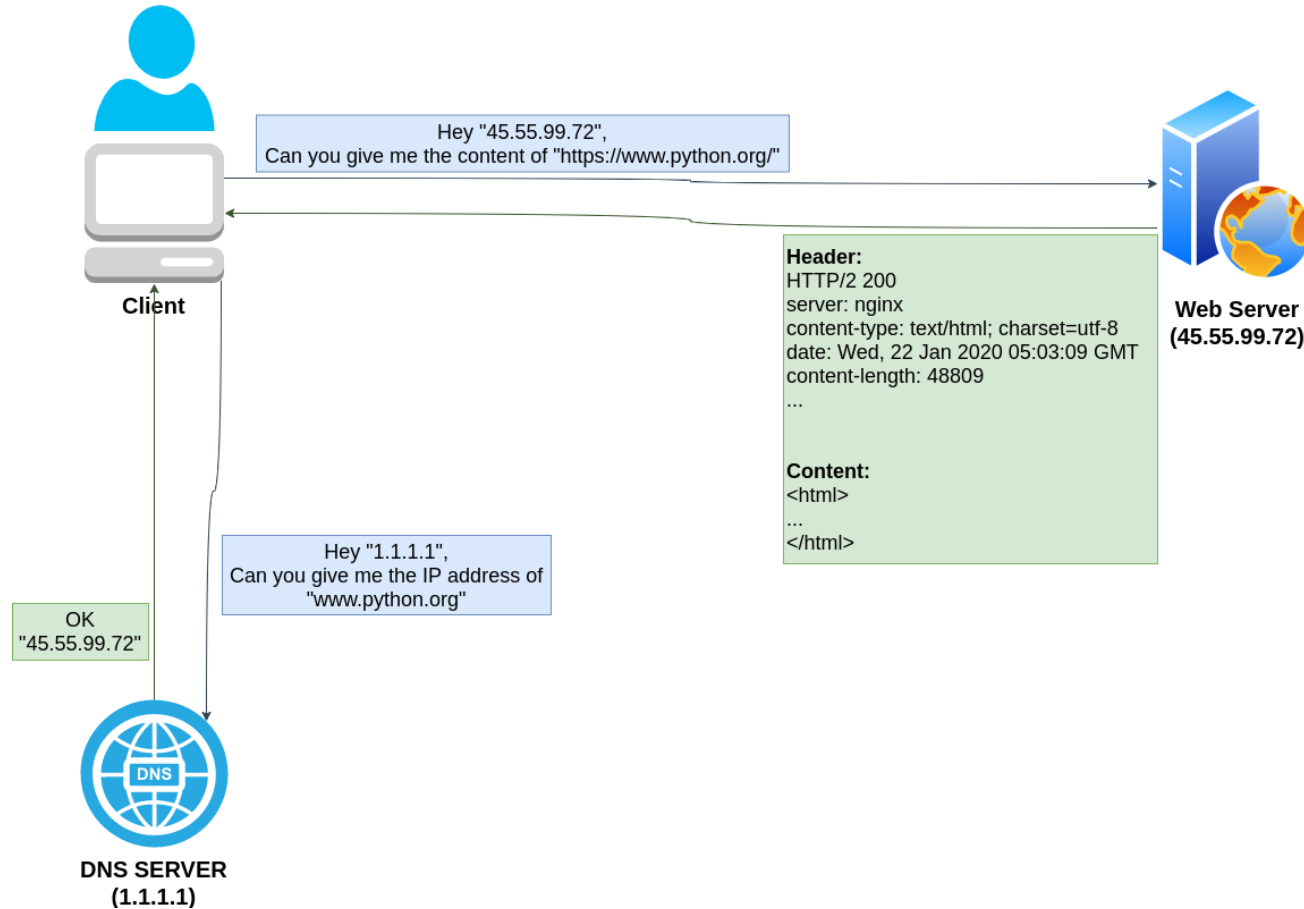 Hey "45.55.99.72",
Can you give me the content of "https://www.python.org/"
Client
Header:
HTTP/2 200
server: nginx
content-type: text/html; charset=utf-8
date: Wed, 22 Jan 2020 05:03:09 GMT
content-length: 48809
...
Content:
<html>
...
</html>
Web Server
(45.55.99.72)
Hey "1.1.1.1",
Can you give me the IP address of
"www.python.org"
OK
"45.55.99.72"
DNS
DNS SERVER
(1.1.1.1)